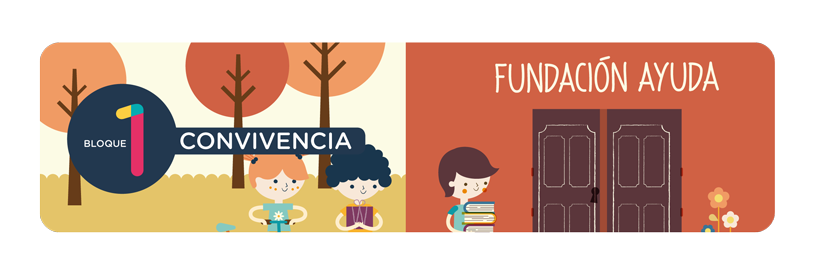 BLOQUE 1
CONVIVENCIA
FUNDACIÓN AYUDA